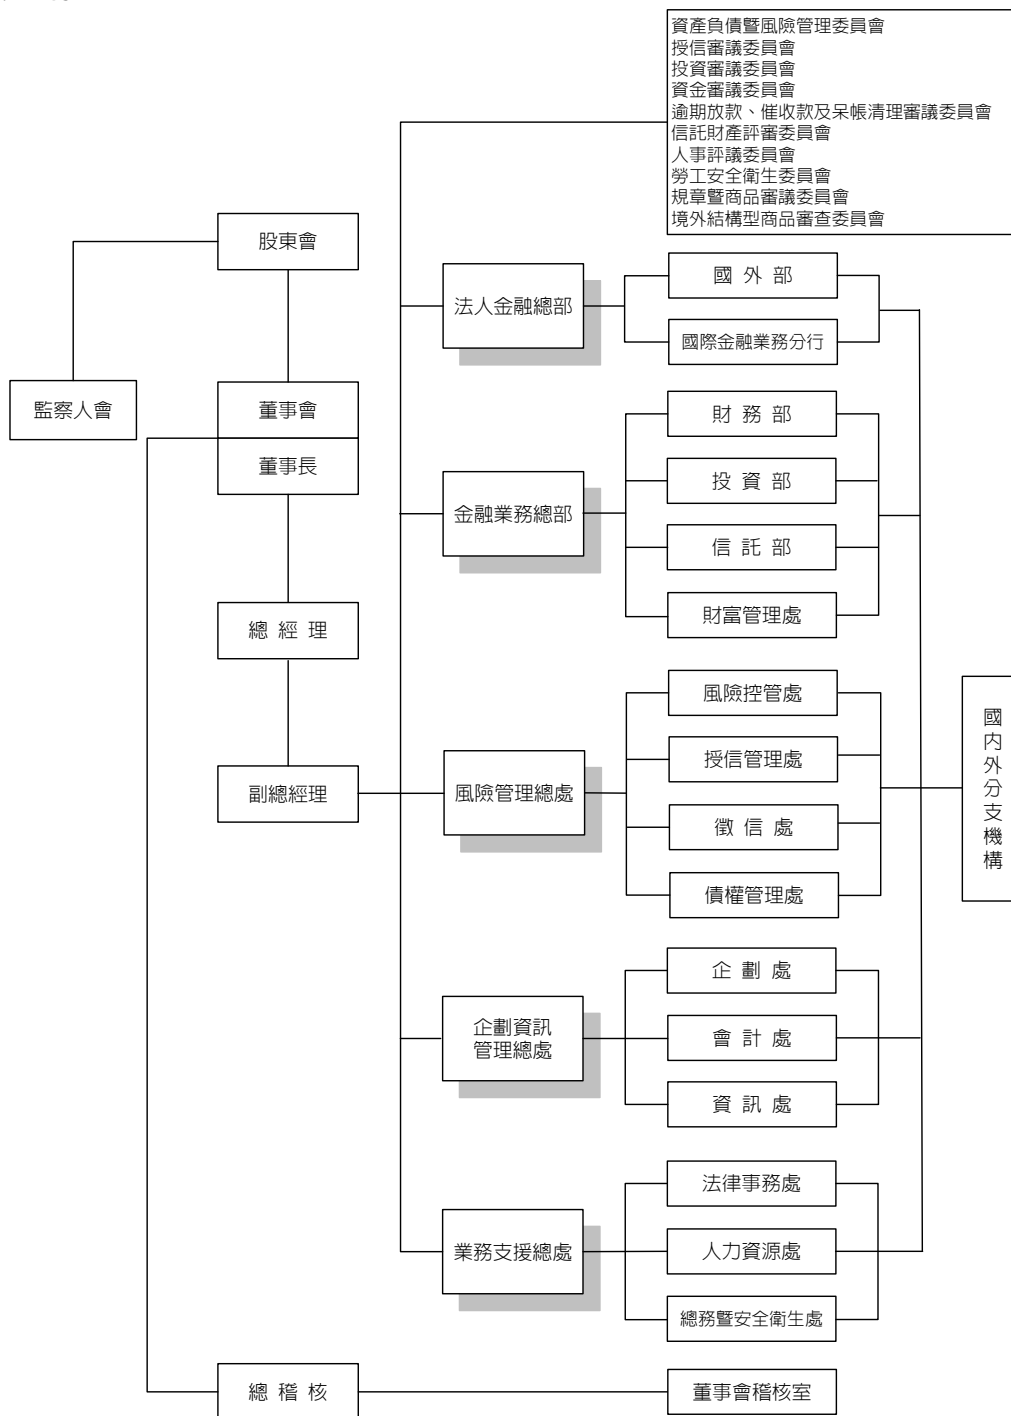 資產負債暨風險管理委員會
授信審議委員會
投資審議委員會
資金審議委員會
逾期放款、催收款及呆帳清理審議委員會
信託財產評審委員會
人事評議委員會
勞工安全衛生委員會
規章暨商品審議委員會
境外結構型商品審查委員會
股東會
監察人會
董事會
董事長
總經理
副總經理
法人金融總部
國外部
國際金融業務分行
金融業務總部
財務部
投資部
信託部
財富管理處
風險管理總處
風險控管處
授信管理處
徵信處
債權管理處
企劃資訊
管理總處
企劃處
會計處
資訊處
業務支援總處
法律事務處
人力資源處
總務暨安全衛生處
國內外分支機構
總稽核
董事會稽核室